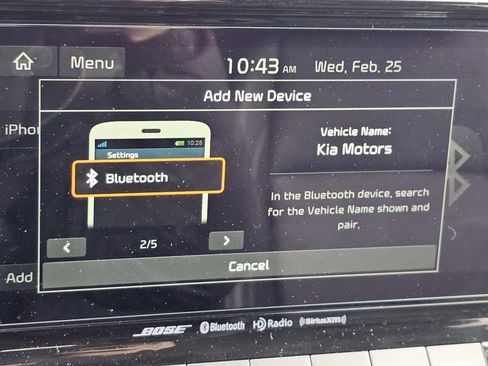 Menu
10:43 AM
Wed, Feb. 25
Add New Device
10:28
Settings
Bluetooth
Vehicle Name:
Kia Motors
In the Bluetooth device, search
for the Vehicle Name shown and
pair.
2/5
Cancel
iPho
Add
BOSE Bluetooth HD Radio SiriusXM